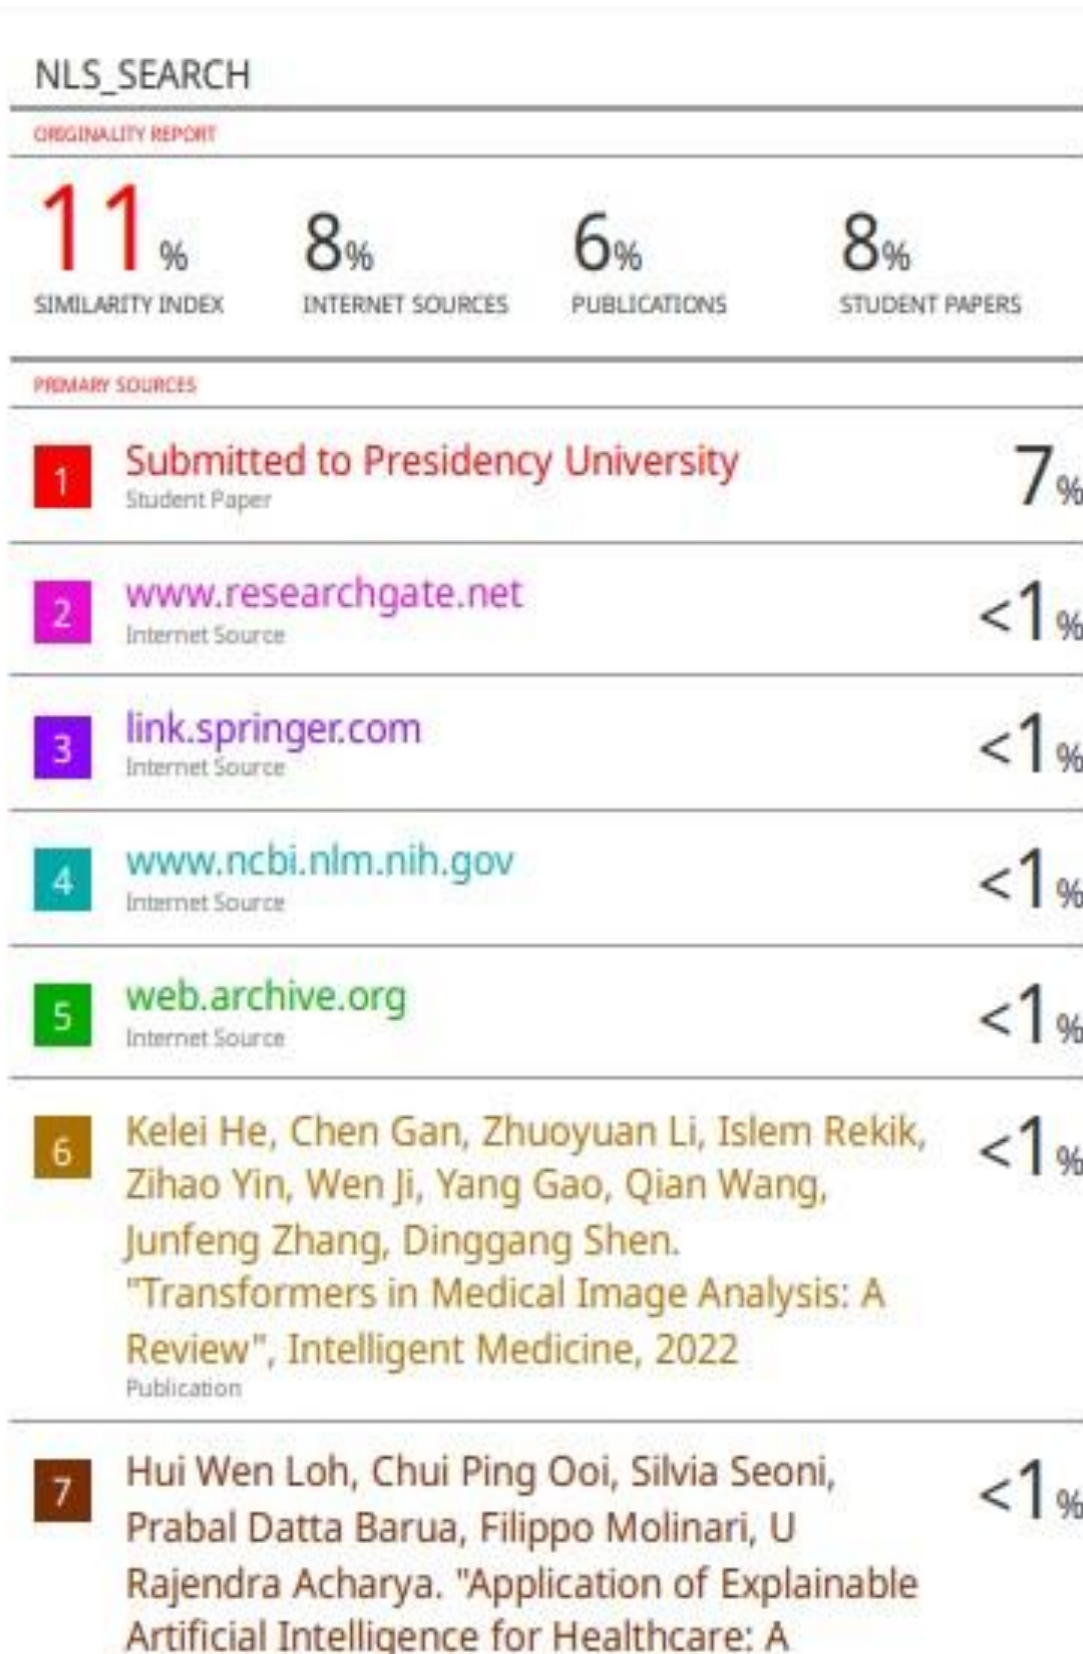 NLS_SEARCH
ORIGINALITY REPORT
11% 8% 6% 8%
SIMILARITY INDEX INTERNET SOURCES PUBLICATIONS STUDENT PAPERS
PRIMARY SOURCES
1 Submitted to Presidency University 7%
Student Paper
2 www.researchgate.net <1%
Internet Source
3 link.springer.com <1%
Internet Source
4 www.ncbi.nlm.nih.gov <1%
Internet Source
5 web.archive.org <1%
Internet Source
6 Kelei He, Chen Gan, Zhuoyuan Li, Islem Rekik, <1%
Zihao Yin, Wen Ji, Yang Gao, Qian Wang,
Junfeng Zhang, Dinggang Shen.
"Transformers in Medical Image Analysis: A
Review", Intelligent Medicine, 2022
Publication
7 Hui Wen Loh, Chui Ping Ooi, Silvia Seoni, <1%
Prabal Datta Barua, Filippo Molinari, U
Rajendra Acharya. "Application of Explainable
Artificial Intelligence for Healthcare: A